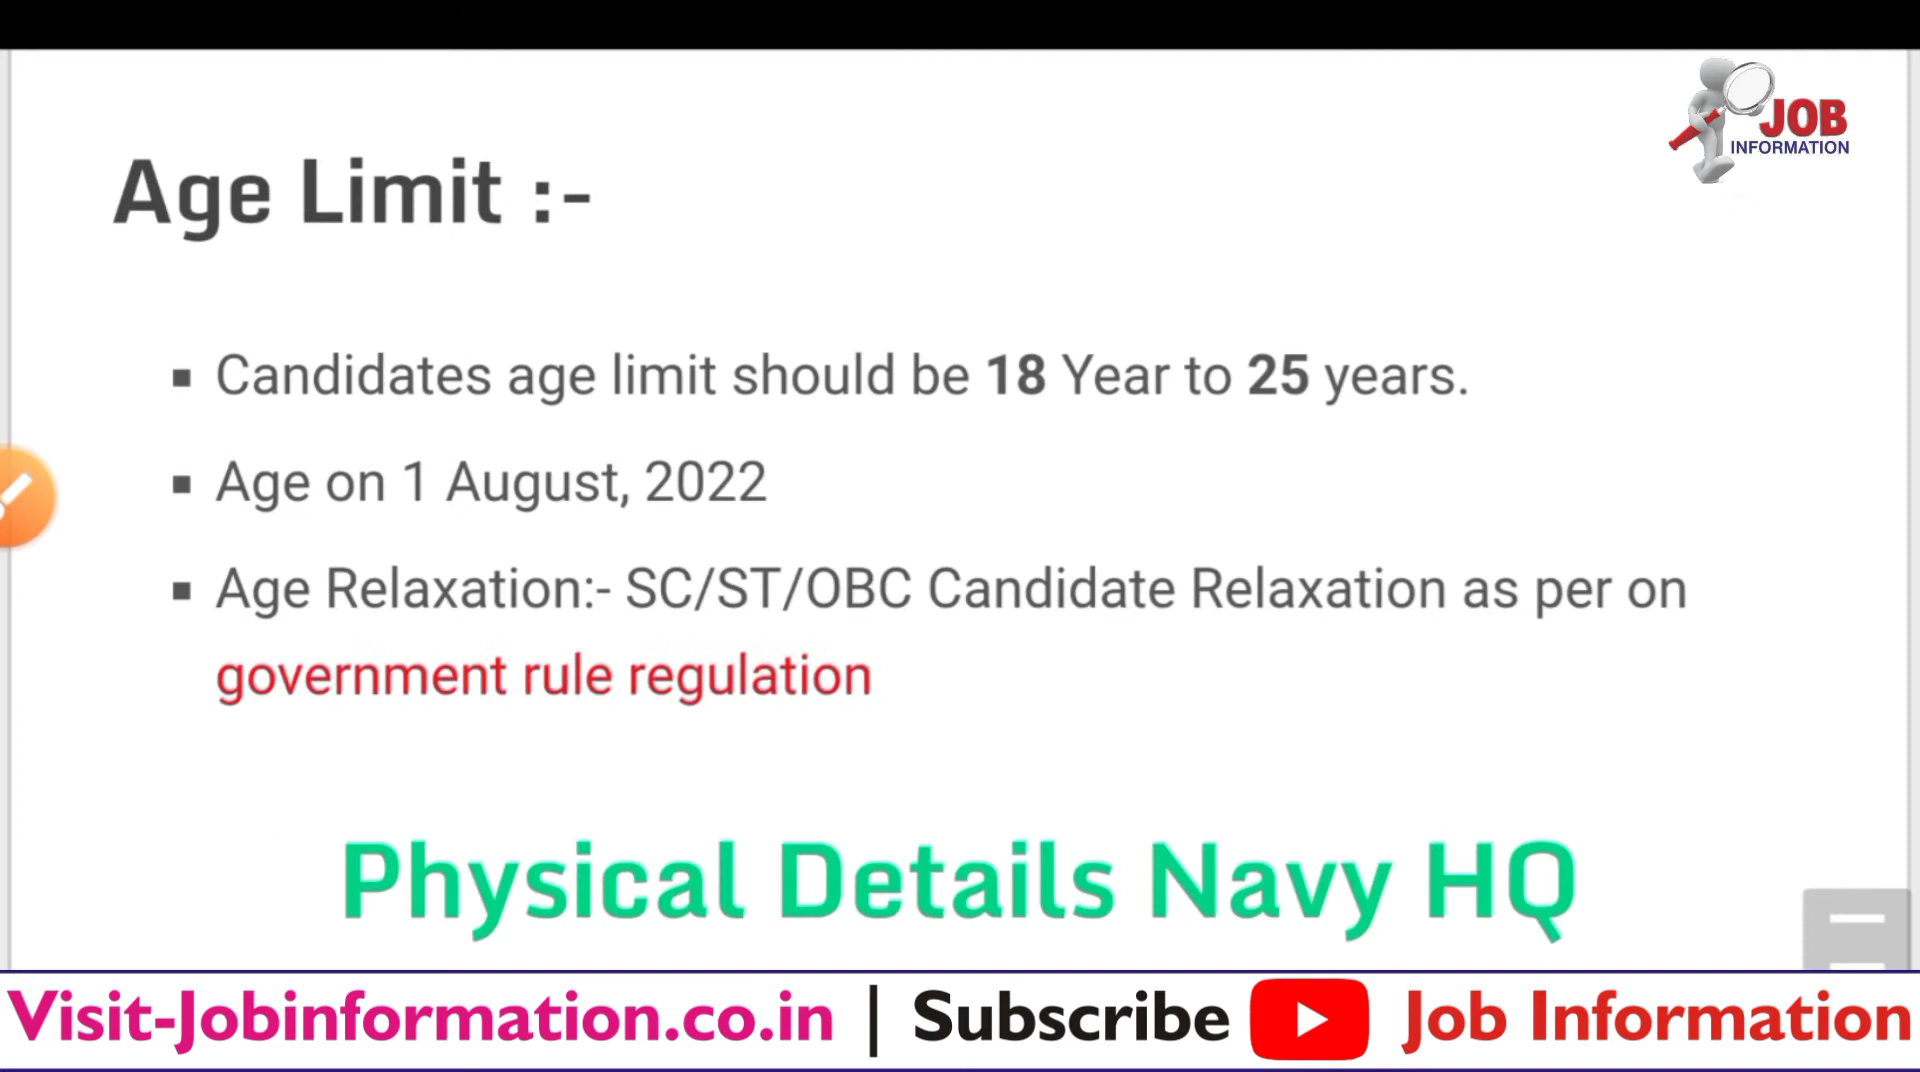 JOB
INFORMATION
Age Limit :-
▪ Candidates age limit should be 18 Year to 25 years.
▪ Age on 1 August, 2022
▪ Age Relaxation:- SC/ST/OBC Candidate Relaxation as per on
government rule regulation
Physical Details Navy HQ
Visit-Jobinformation.co.in | Subscribe Job Information